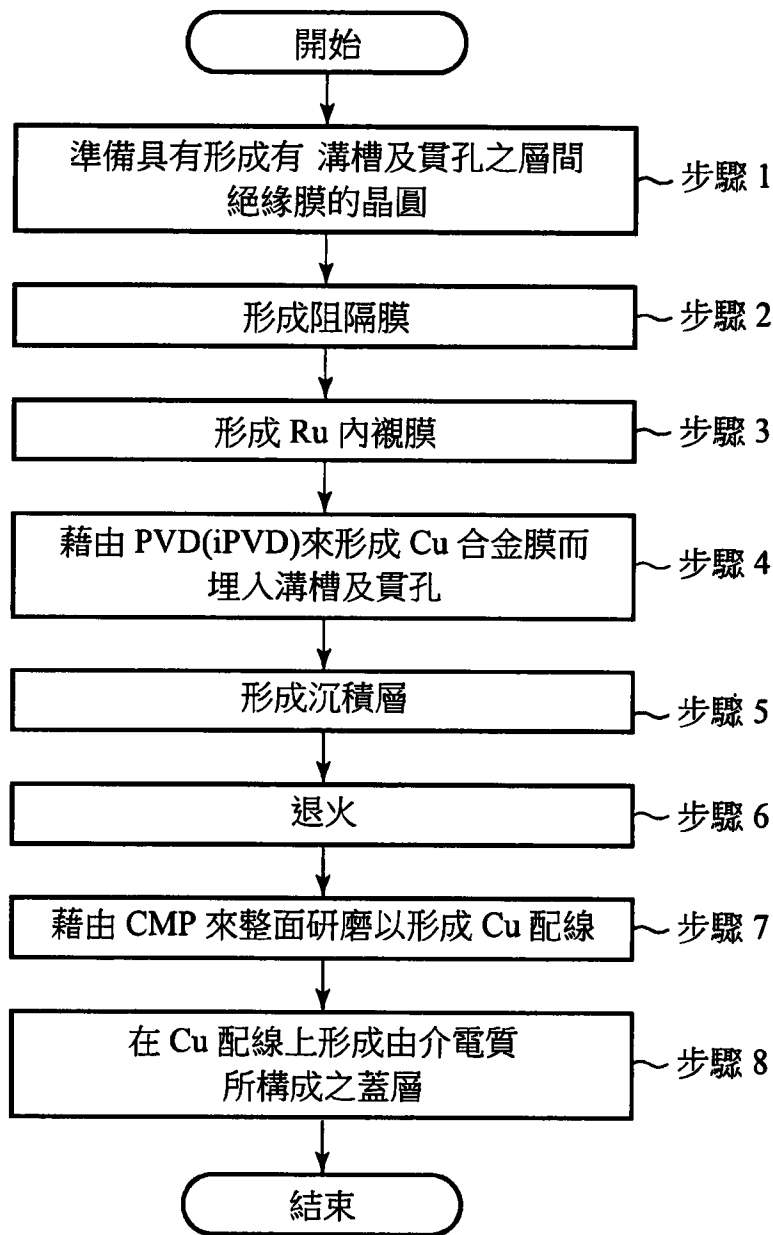 開始
準備具有形成有 溝槽及貫孔之層間
絕緣膜的晶圓
步驟 1
形成阻隔膜
步驟 2
形成 Ru 內襯膜
步驟 3
藉由 PVD(iPVD)來形成 Cu 合金膜而
埋入溝槽及貫孔
步驟 4
形成沉積層
步驟 5
退火
步驟 6
藉由 CMP 來整面研磨以形成 Cu 配線
步驟 7
在 Cu 配線上形成由介電質
所構成之蓋層
步驟 8
結束